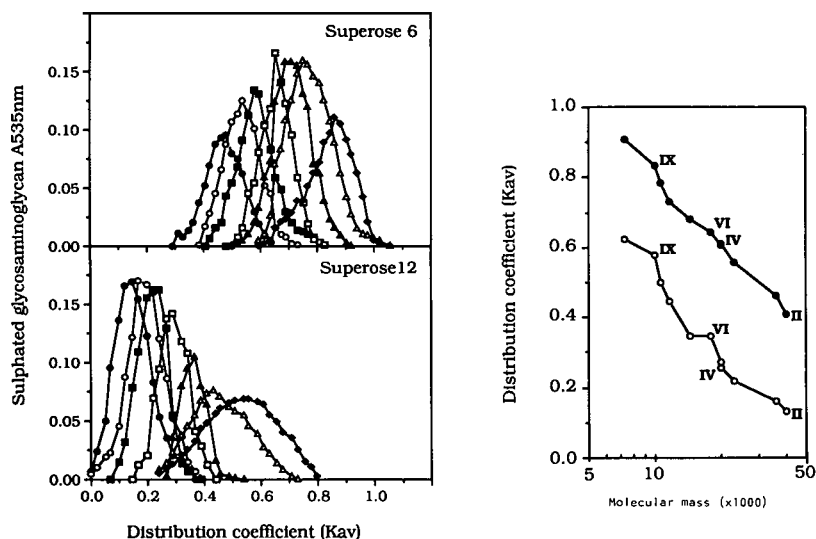 Superose 6
0.15
0.10
0.05
0.00
Superose12
0.15
0.10
0.05
0.00
0.0 0.2 0.4 0.6 0.8 1.0
Sulphated glycosaminoglycan A535nm
Distribution coefficient (Kav)
1.0
0.8
0.6
0.4
0.2
0.0
IX
VI
IV
II
IX
VI
IV
II
5 10 50
Distribution coefficient (Kav)
Molecular mass (x1000)